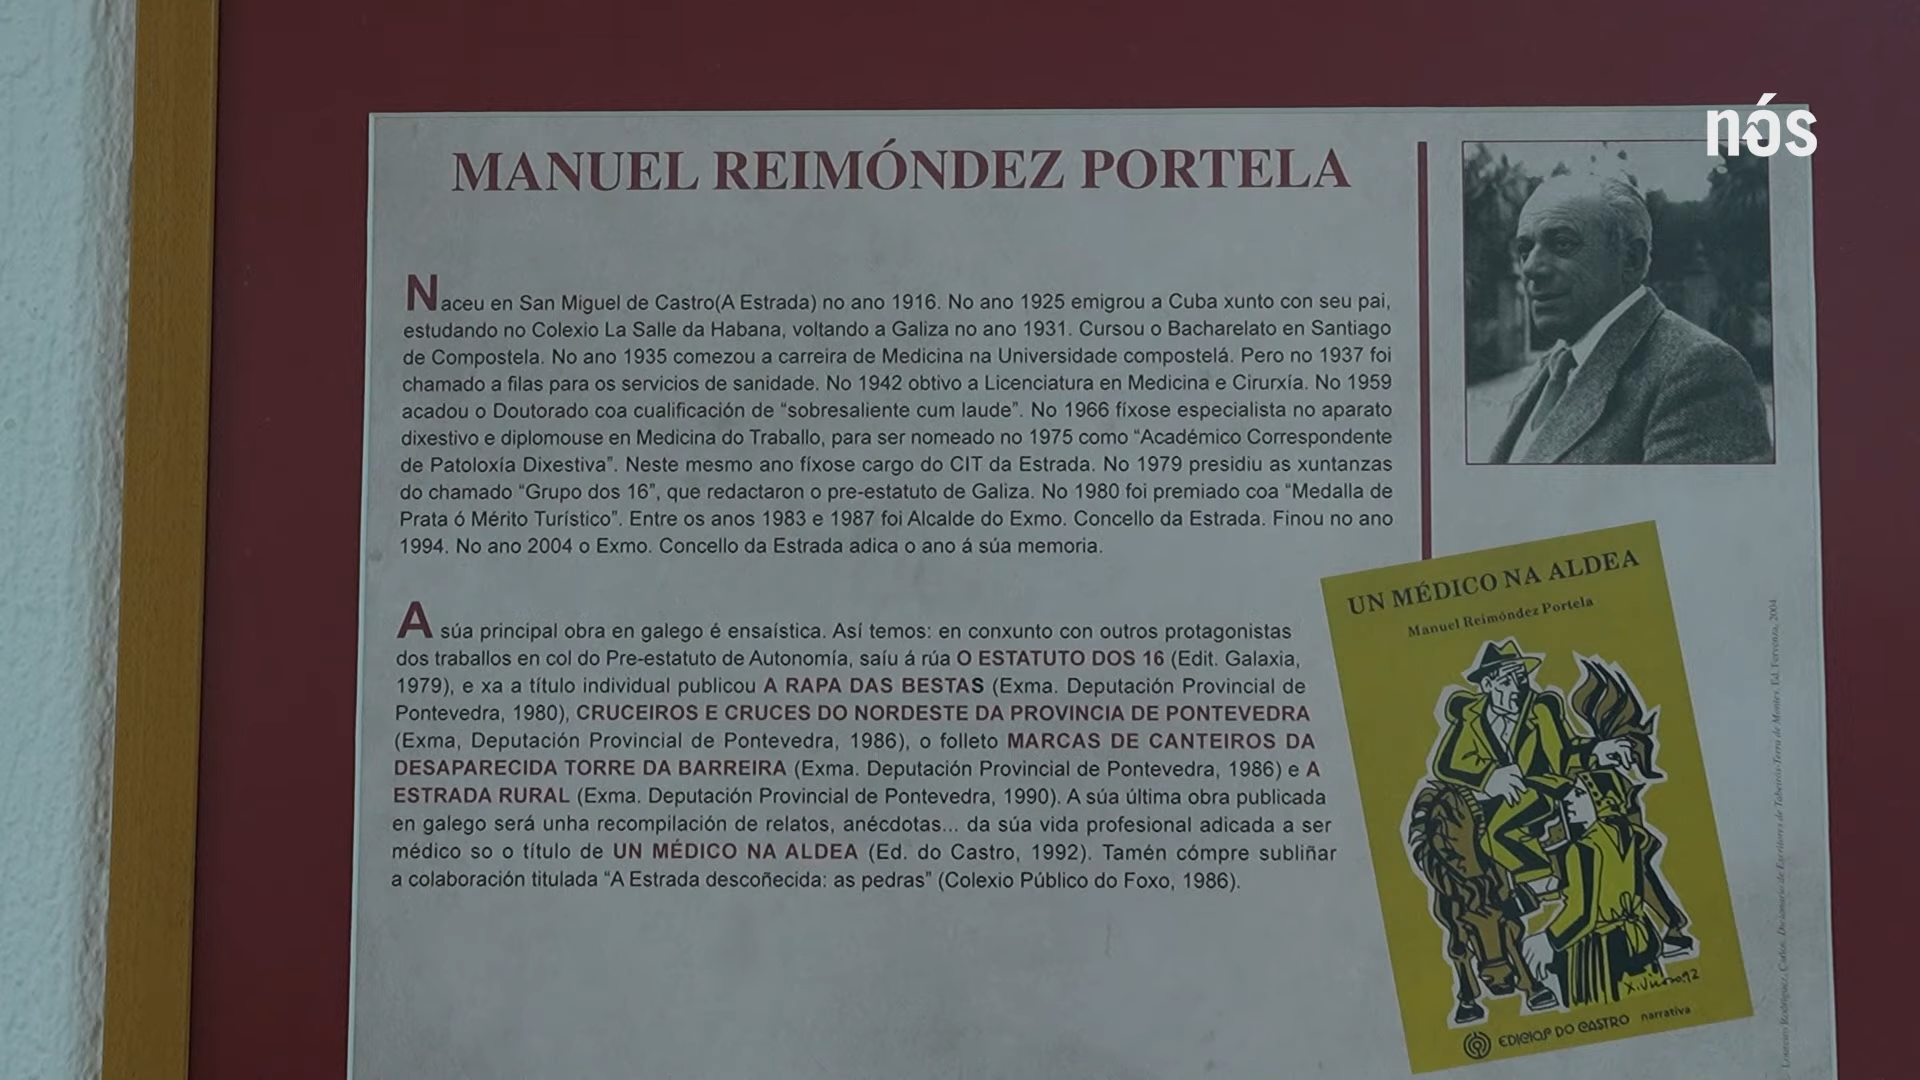 nós
MANUEL REIMÓNDEZ PORTELA
Naceu en San Miguel de Castro(A Estrada) no ano 1916. No ano 1925 emigrou a Cuba xunto con seu pai,
estudando no Colexio La Salle da Habana, voltando a Galiza no ano 1931. Cursou o Bacharelato en Santiago
de Compostela. No ano 1935 comezou a carreira de Medicina na Universidade compostelá. Pero no 1937 foi
chamado a filas para os servicios de sanidade. No 1942 obtivo a Licenciatura en Medicina e Cirurxía. No 1959
acadou o Doutorado coa cualificación de “sobresaliente cum laude”. No 1966 fíxose especialista no aparato
dixestivo e diplomouse en Medicina do Traballo, para ser nomeado no 1975 como “Académico Correspondente
de Patoloxía Dixestiva”. Neste mesmo ano fíxose cargo do CIT da Estrada. No 1979 presidiu as xuntanzas
do chamado “Grupo dos 16”, que redactaron o pre-estatuto de Galiza. No 1980 foi premiado coa “Medalla de
Prata ó Mérito Turístico”. Entre os anos 1983 e 1987 foi Alcalde do Exmo. Concello da Estrada. Finou no ano
1994. No ano 2004 o Exmo. Concello da Estrada adica o ano á súa memoria.
A súa principal obra en galego é ensaística. Así temos: en conxunto con outros protagonistas
dos traballos en col do Pre-estatuto de Autonomía, saíu á rúa O ESTATUTO DOS 16 (Edit. Galaxia,
1979), e xa a título individual publicou A RAPA DAS BESTAS (Exma. Deputación Provincial de
Pontevedra, 1980), CRUCEIROS E CRUCES DO NORDESTE DA PROVINCIA DE PONTEVEDRA
(Exma, Deputación Provincial de Pontevedra, 1986), o folleto MARCAS DE CANTEIROS DA
DESAPARECIDA TORRE DA BARREIRA (Exma. Deputación Provincial de Pontevedra, 1986) e A
ESTRADA RURAL (Exma. Deputación Provincial de Pontevedra, 1990). A súa última obra publicada
en galego será unha recompilación de relatos, anécdotas... da súa vida profesional adicada a ser
médico so o título de UN MÉDICO NA ALDEA (Ed. do Castro, 1992). Tamén cómpre subliñar
a colaboración titulada “A Estrada descoñecida: as pedras” (Colexio Público do Foxo, 1986).
UN MÉDICO NA ALDEA
Manuel Reimóndez Portela
EDICIOS DO CASTRO narrativa
Dicionario de Escritores de Tabeirós-Terra de Montes, Ed. Fervenza, 2004